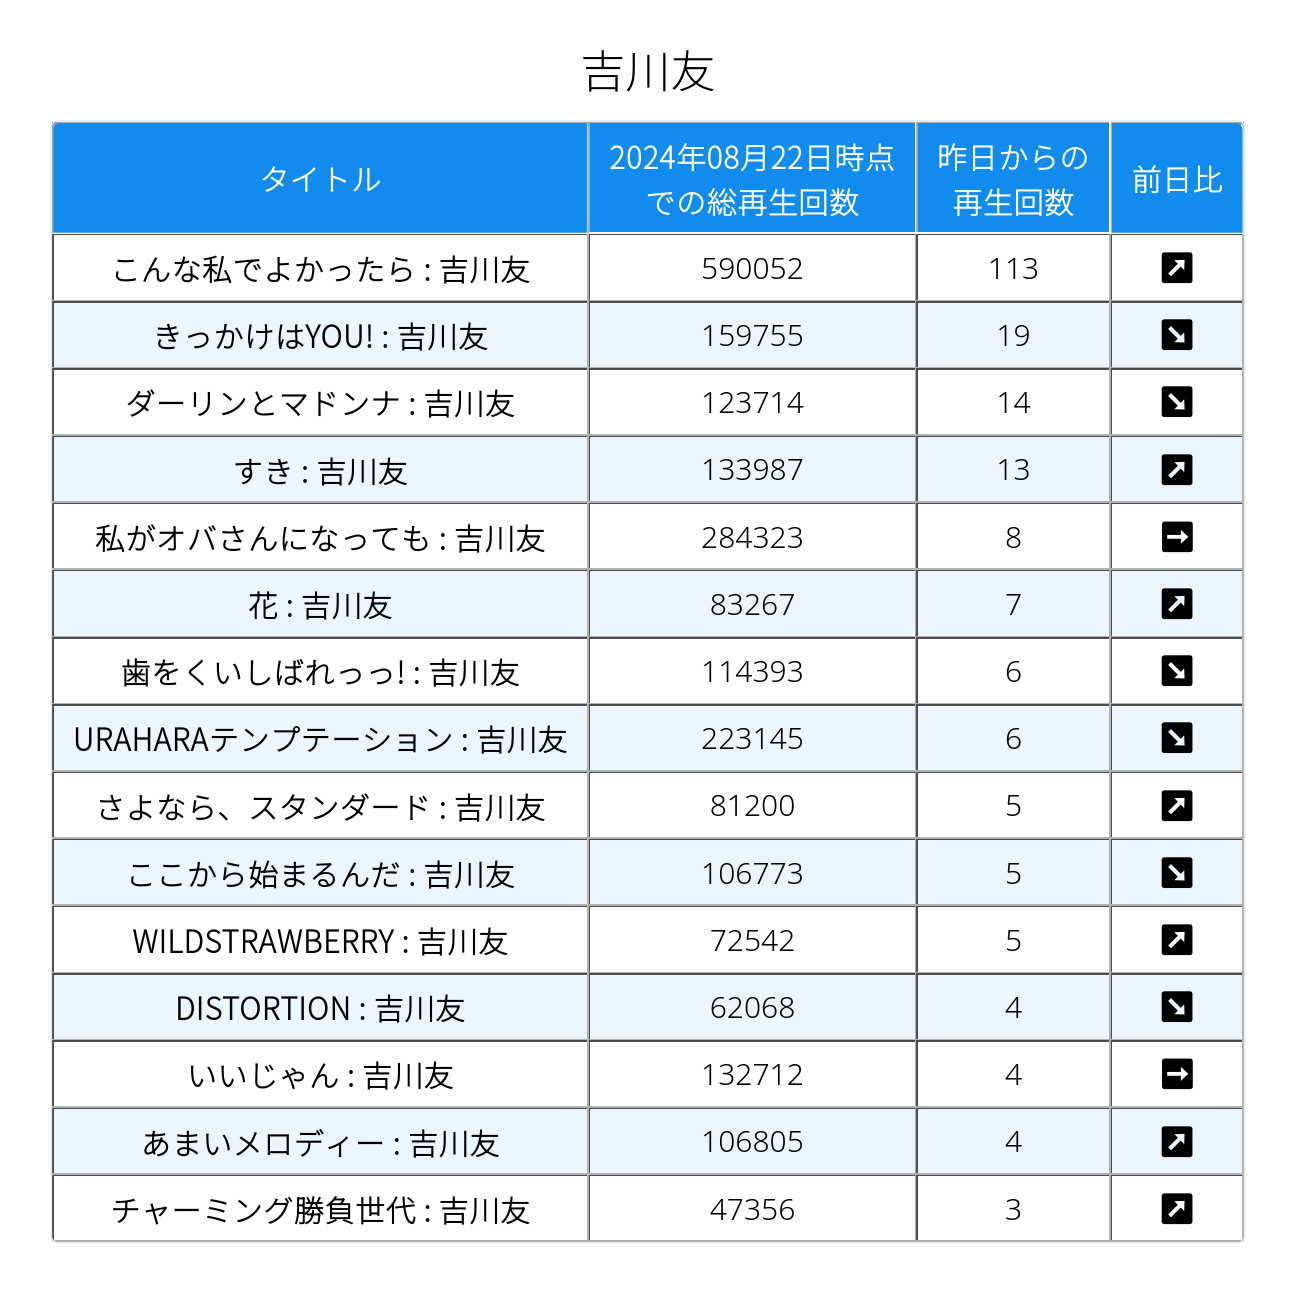 吉川友
タイトル
2024年08月22日時点
での総再生回数
昨日からの
再生回数
前日比
こんな私でよかったら : 吉川友 590052 113 ↗
きっかけはYOU! : 吉川友 159755 19 ↘
ダーリンとマドンナ : 吉川友 123714 14 ↘
すき : 吉川友 133987 13 ↗
私がオバさんになっても : 吉川友 284323 8 →
花 : 吉川友 83267 7 ↗
歯をくいしばれっっ! : 吉川友 114393 6 ↘
URAHARAテンプテーション : 吉川友 223145 6 ↘
さよなら、スタンダード : 吉川友 81200 5 ↗
ここから始まるんだ : 吉川友 106773 5 ↘
WILDSTRAWBERRY : 吉川友 72542 5 ↗
DISTORTION : 吉川友 62068 4 ↘
いいじゃん : 吉川友 132712 4 →
あまいメロディー : 吉川友 106805 4 ↗
チャーミング勝負世代 : 吉川友 47356 3 ↗